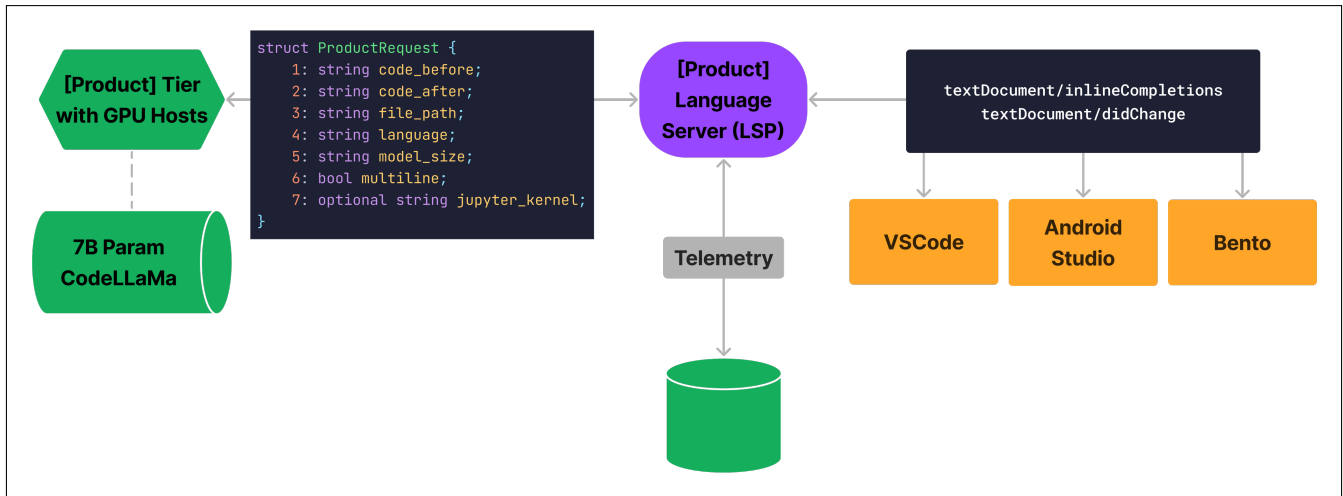 [Product] Tier
with GPU Hosts
7B Param
CodeLLaMa
struct ProductRequest {
    1: string code_before;
    2: string code_after;
    3: string file_path;
    4: string language;
    5: string model_size;
    6: bool multiline;
    7: optional string jupyter_kernel;
}
[Product]
Language
Server (LSP)
Telemetry
textDocument/inlineCompletions
textDocument/didChange
VSCode
Android
Studio
Bento